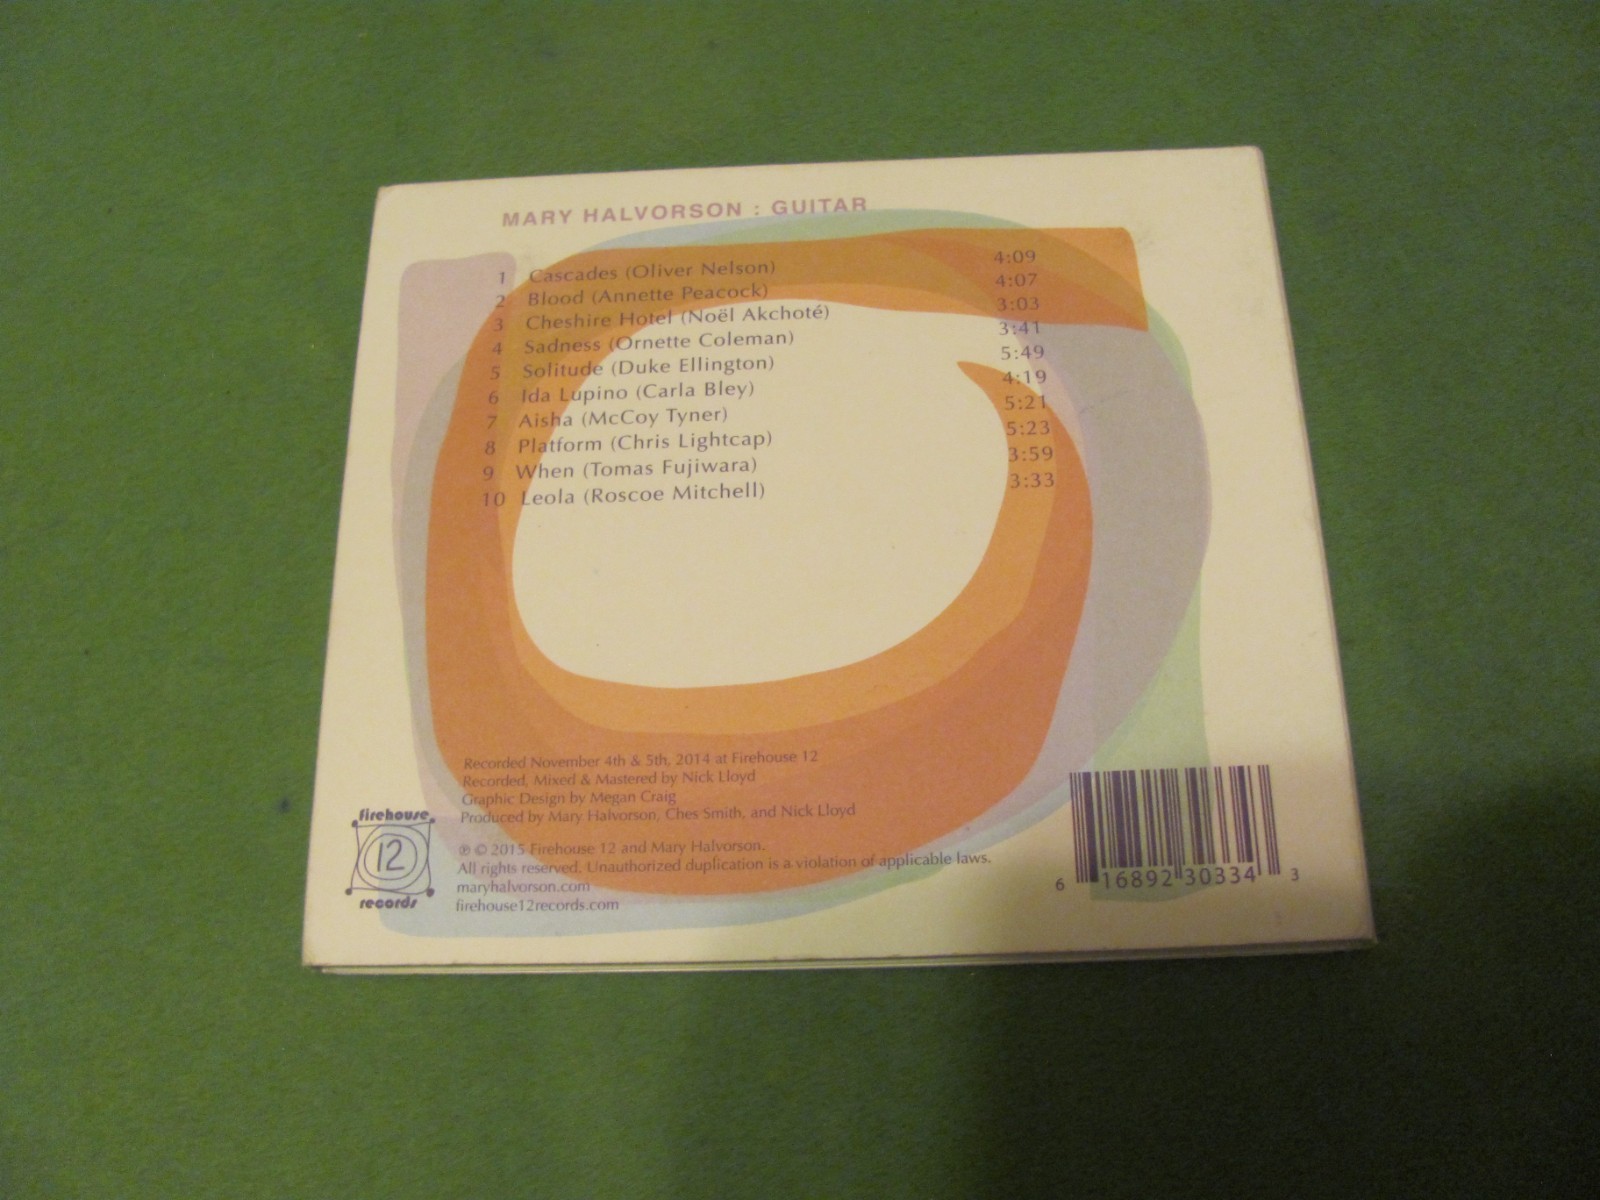 MARY HALVORSON : GUITAR
1 Cascades (Oliver Nelson) 4:09
2 Blood (Annette Peacock) 4:07
3 Cheshire Hotel (Noël Akchoté) 3:03
4 Sadness (Ornette Coleman) 3:41
5 Solitude (Duke Ellington) 5:49
6 Ida Lupino (Carla Bley) 4:19
7 Aisha (McCoy Tyner) 5:21
8 Platform (Chris Lightcap) 5:23
9 When (Tomas Fujiwara) 3:59
10 Leola (Roscoe Mitchell) 3:33
Recorded November 4th & 5th, 2014 at Firehouse 12
Recorded, Mixed & Mastered by Nick Lloyd
Graphic Design by Megan Craig
Produced by Mary Halvorson, Ches Smith, and Nick Lloyd
℗ © 2015 Firehouse 12 and Mary Halvorson.
All rights reserved. Unauthorized duplication is a violation of applicable laws.
maryhalvorson.com
firehouse12records.com
firehouse
12
records
6 16892 30334 3